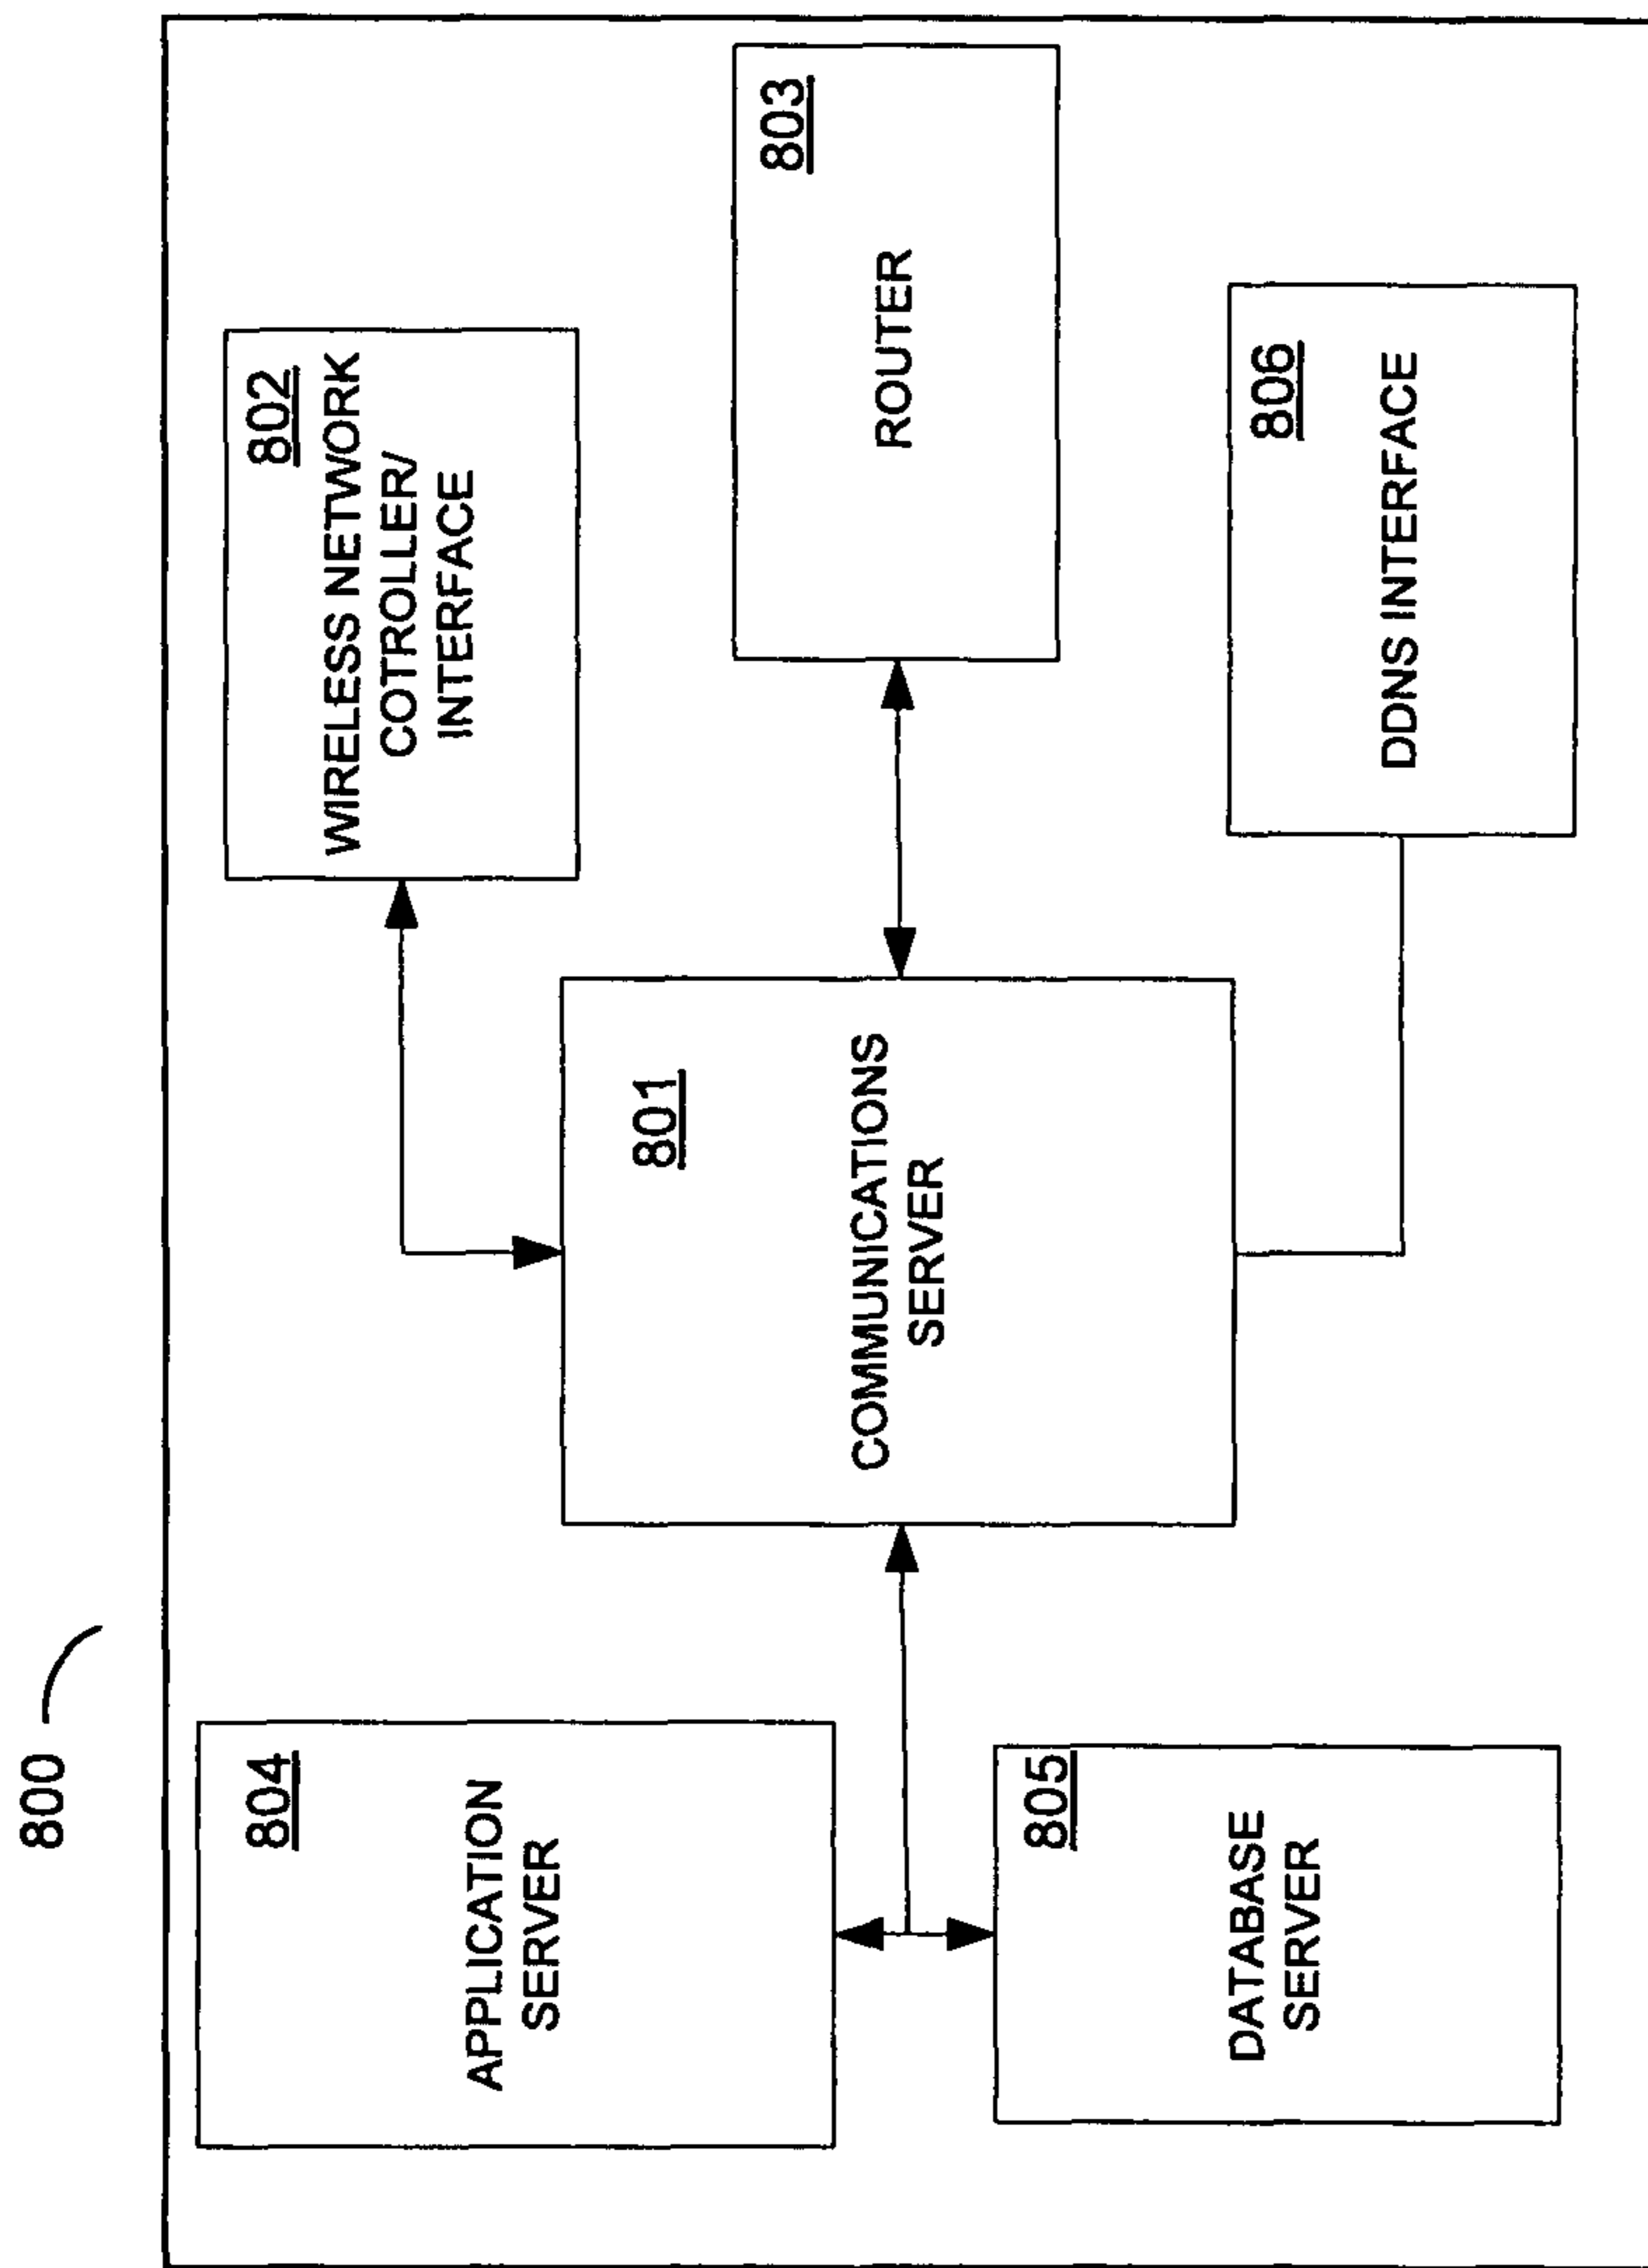 800
804
APPLICATION
SERVER
805
DATABASE
SERVER
801
COMMUNICATIONS
SERVER
802
WIRELESS NETWORK
COTROLLER/
INTERFACE
803
ROUTER
806
DDNS INTERFACE